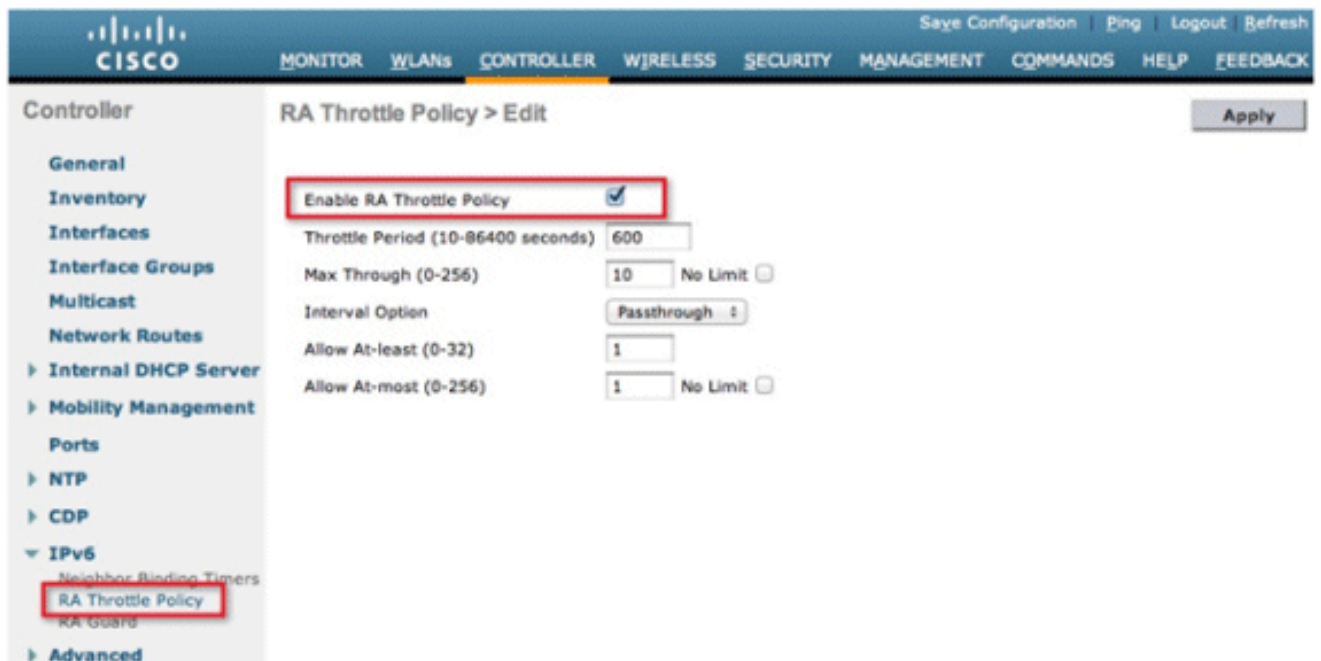 Save Configuration | Ping | Logout | Refresh
CISCO
MONITOR WLANs CONTROLLER WIRELESS SECURITY MANAGEMENT COMMANDS HELP FEEDBACK
Controller
General
Inventory
Interfaces
Interface Groups
Multicast
Network Routes
Internal DHCP Server
Mobility Management
Ports
NTP
CDP
IPv6
Neighbor Binding Timers
RA Throttle Policy
RA Guard
Advanced
RA Throttle Policy > Edit
Apply
Enable RA Throttle Policy
Throttle Period (10-86400 seconds) 600
Max Through (0-256) 10 No Limit
Interval Option Passthrough
Allow At-least (0-32) 1
Allow At-most (0-256) 1 No Limit